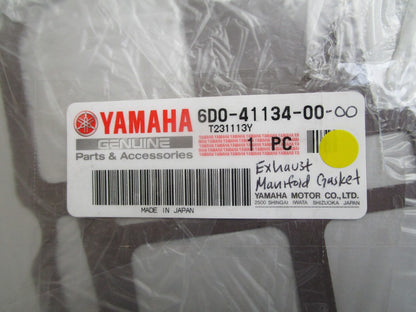 YAMAHA 6D0-41134-00-00
T231113Y
GENUINE
Parts & Accessories
1 PC
Exhaust
Manifold Gasket
YAMAHA MOTOR CO.,LTD.
2500 SHINGAI IWATA SHIZUOKA JAPAN
MADE IN JAPAN